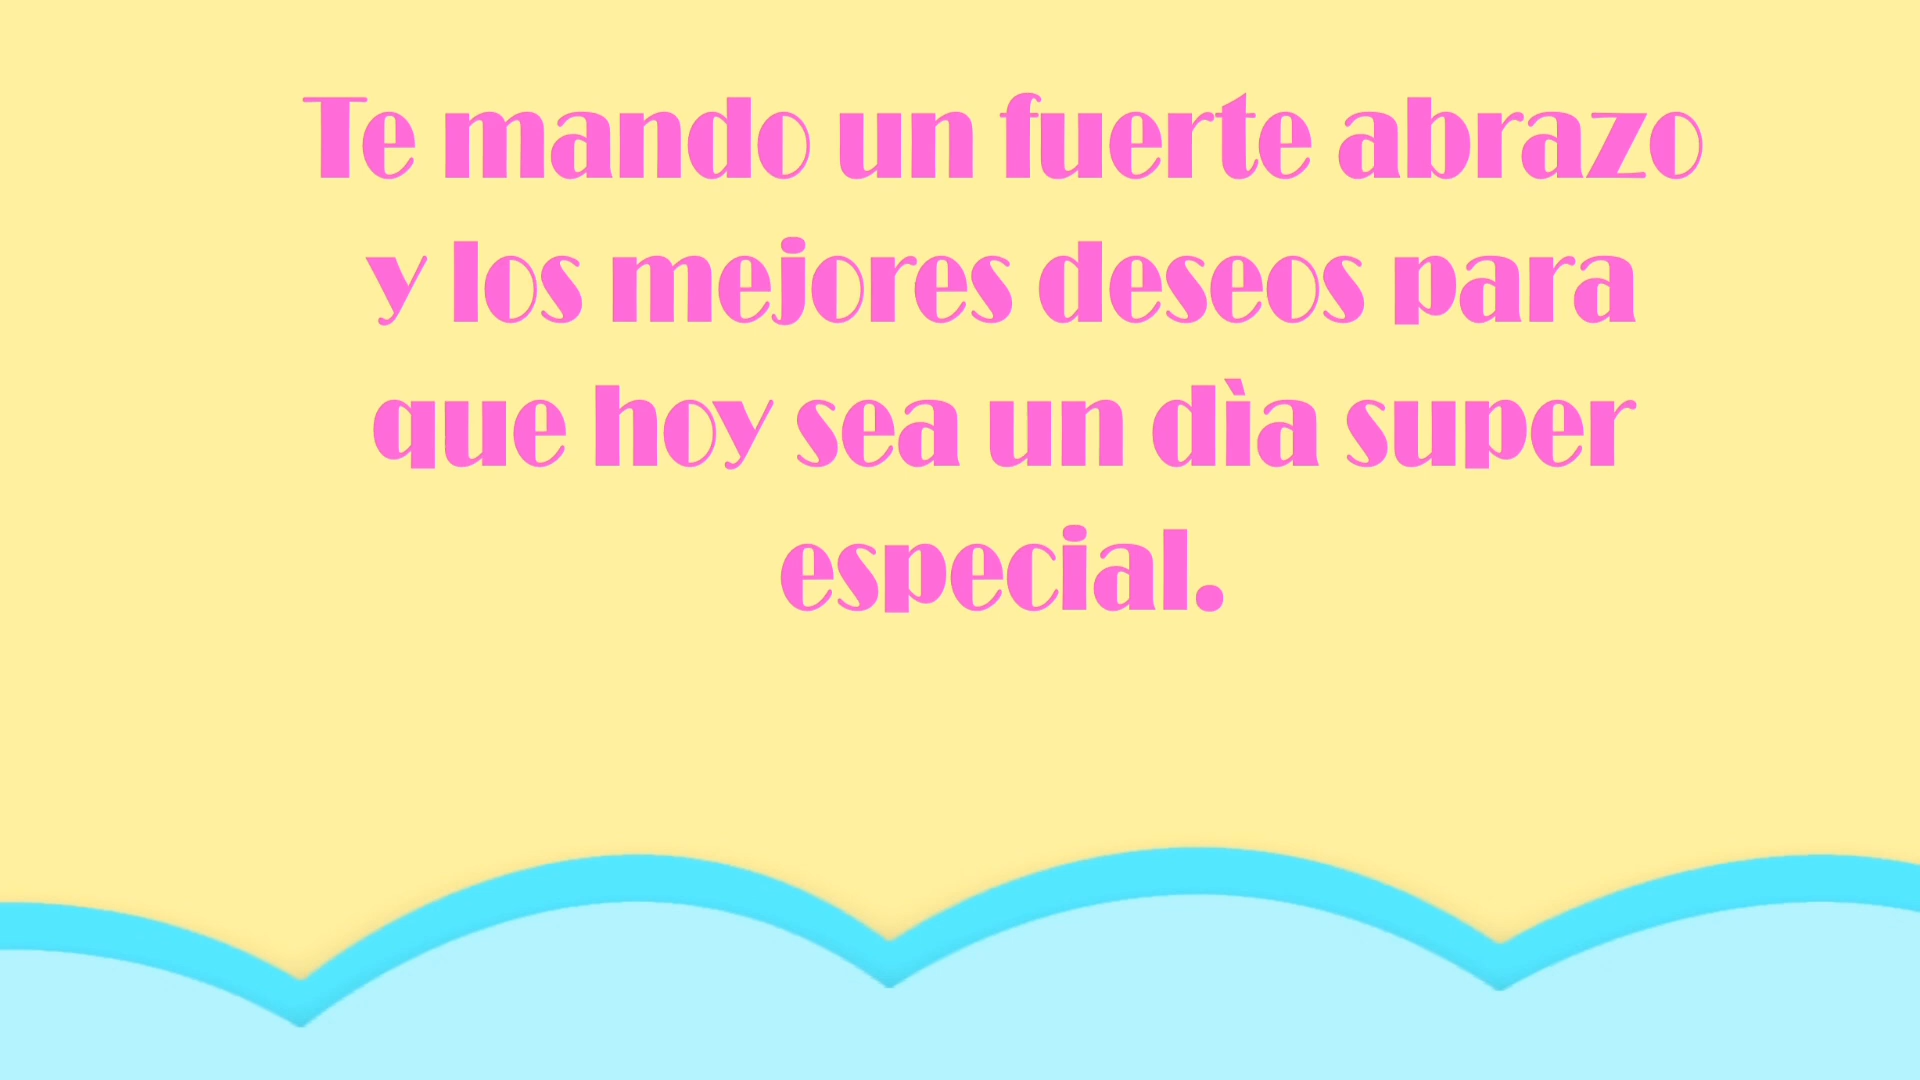 Te mando un fuerte abrazo
y los mejores deseos para
que hoy sea un dìa super
especial.